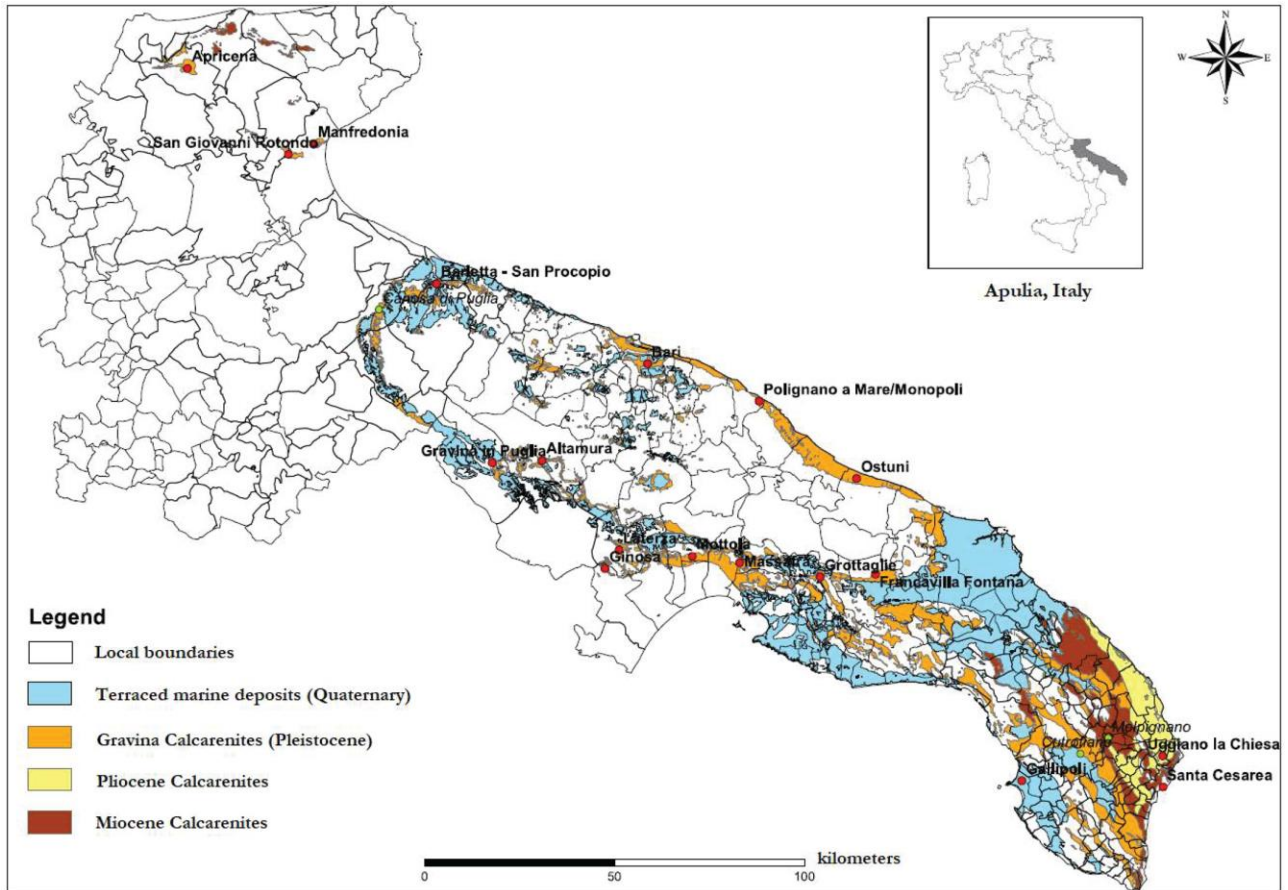 N
W E
S
Apricena
Manfredonia
San Giovanni Rotondo
Barletta - San Procopio
Canosa di Puglia
Apulia, Italy
Bari
Polignano a Mare/Monopoli
Altamura
Gravina in Puglia
Ostuni
Laterza
Mottola
Ginosa
Massafra
Grottaglie
Francavilla Fontana
Legend
Local boundaries
Terraced marine deposits (Quaternary)
Gravina Calcarenites (Pleistocene)
Pliocene Calcarenites
Miocene Calcarenites
Melpignano
Cutrofiano
Uggiano la Chiesa
Gallipoli
Santa Cesarea
kilometers
0 50 100